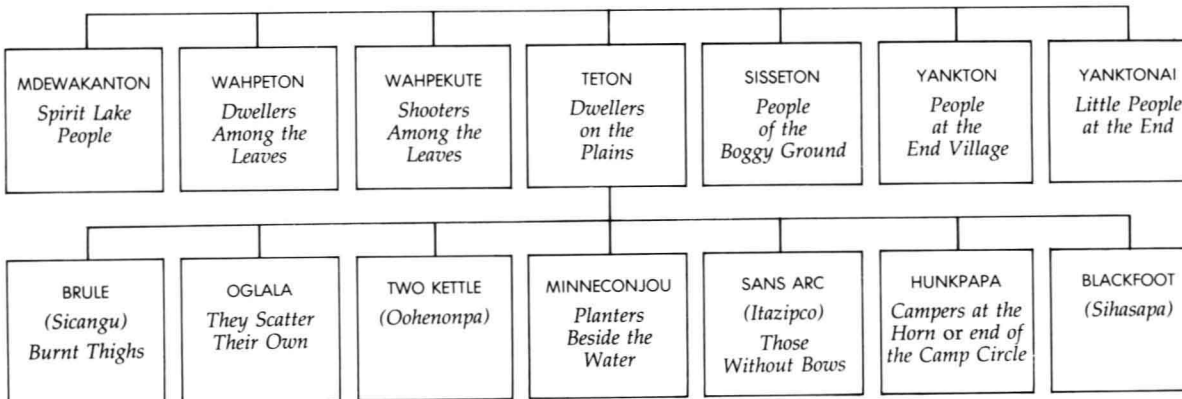 MDEWAKANTON
Spirit Lake
People
WAHPETON
Dwellers
Among the
Leaves
WAHPEKUTE
Shooters
Among the
Leaves
TETON
Dwellers
on the
Plains
SISSETON
People
of the
Boggy Ground
YANKTON
People
at the
End Village
YANKTONAI
Little People
at the End
BRULE
(Sicangu)
Burnt Thighs
OGLALA
They Scatter
Their Own
TWO KETTLE
(Oohenonpa)
MINNECONJOU
Planters
Beside the
Water
SANS ARC
(Itazipco)
Those
Without Bows
HUNKPAPA
Campers at the
Horn or end of
the Camp Circle
BLACKFOOT
(Sihasapa)